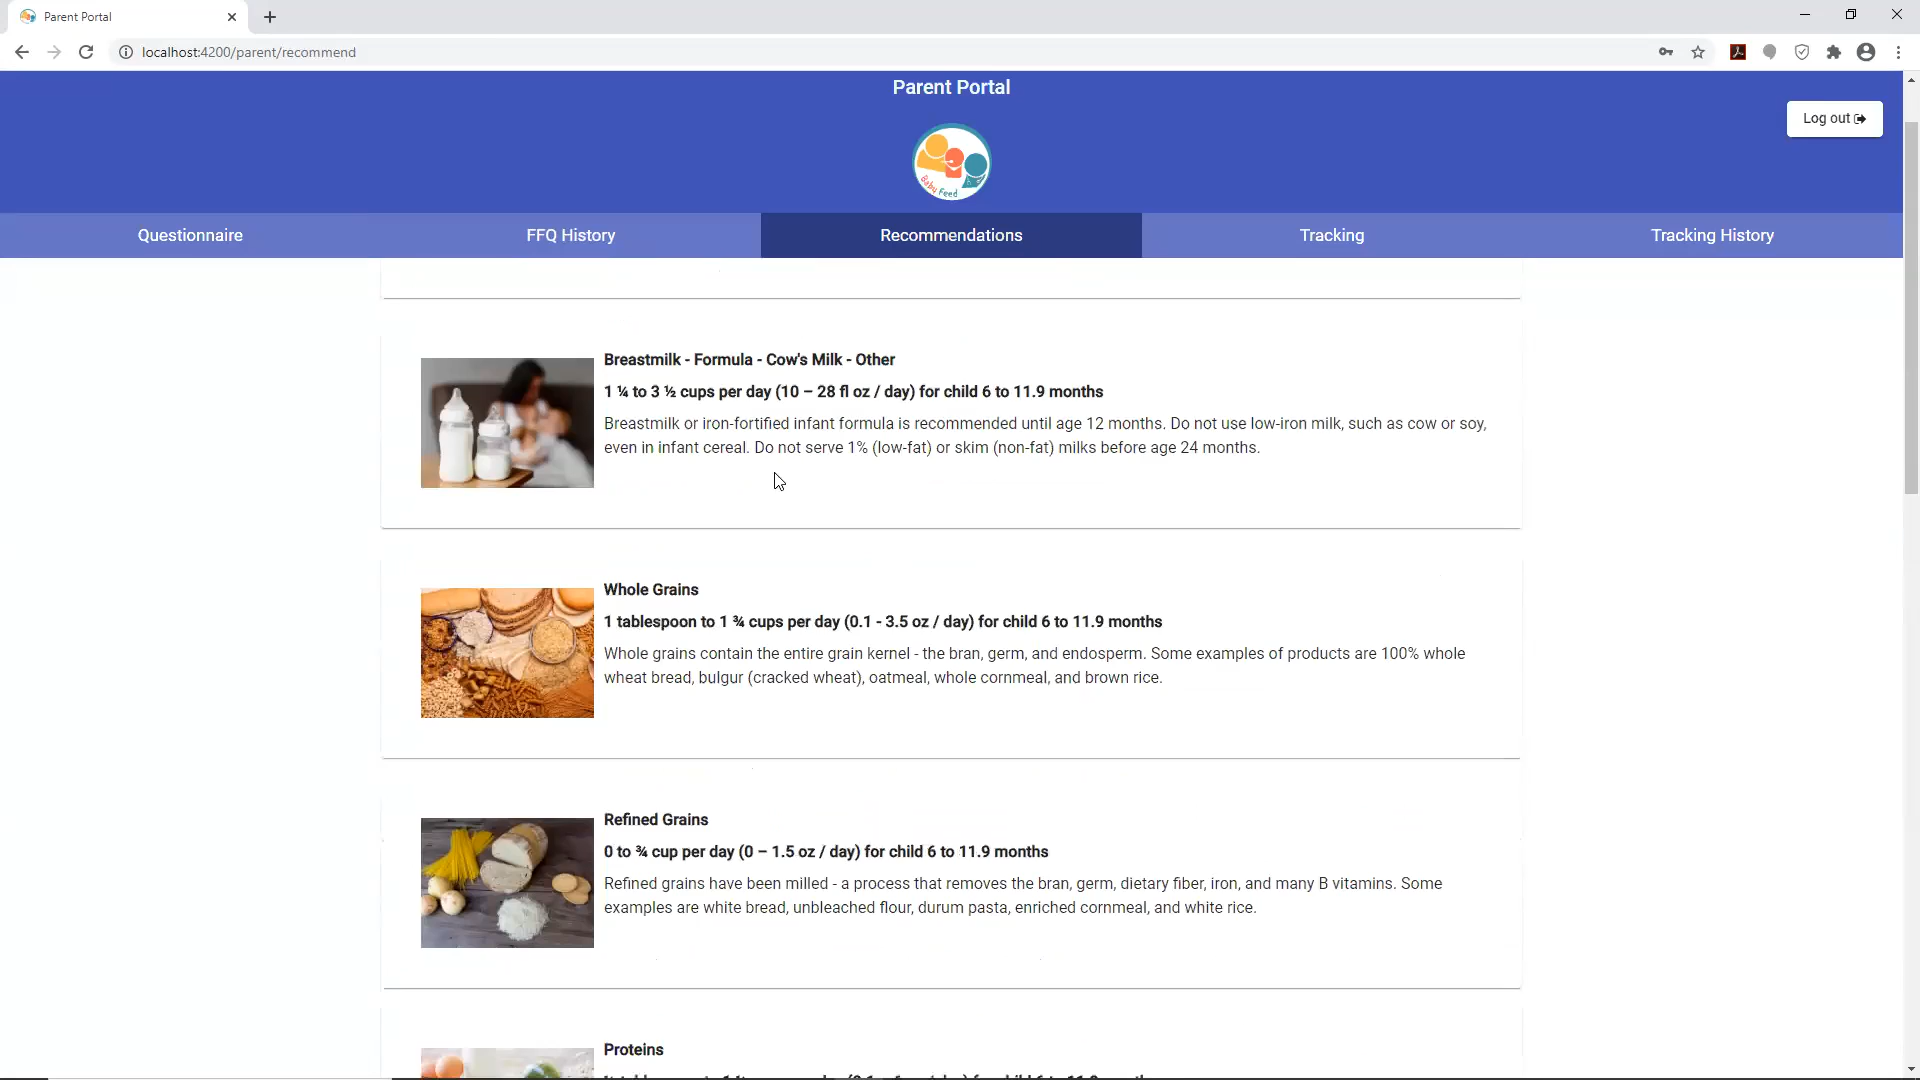 Parent Portal
localhost:4200/parent/recommend
Parent Portal
Log out
Baby Feed
Questionnaire
FFQ History
Recommendations
Tracking
Tracking History
Breastmilk - Formula - Cow's Milk - Other
1 ¼ to 3 ½ cups per day (10 – 28 fl oz / day) for child 6 to 11.9 months
Breastmilk or iron-fortified infant formula is recommended until age 12 months. Do not use low-iron milk, such as cow or soy,
even in infant cereal. Do not serve 1% (low-fat) or skim (non-fat) milks before age 24 months.
Whole Grains
1 tablespoon to 1 ¾ cups per day (0.1 - 3.5 oz / day) for child 6 to 11.9 months
Whole grains contain the entire grain kernel - the bran, germ, and endosperm. Some examples of products are 100% whole
wheat bread, bulgur (cracked wheat), oatmeal, whole cornmeal, and brown rice.
Refined Grains
0 to ¾ cup per day (0 – 1.5 oz / day) for child 6 to 11.9 months
Refined grains have been milled - a process that removes the bran, germ, dietary fiber, iron, and many B vitamins. Some
examples are white bread, unbleached flour, durum pasta, enriched cornmeal, and white rice.
Proteins